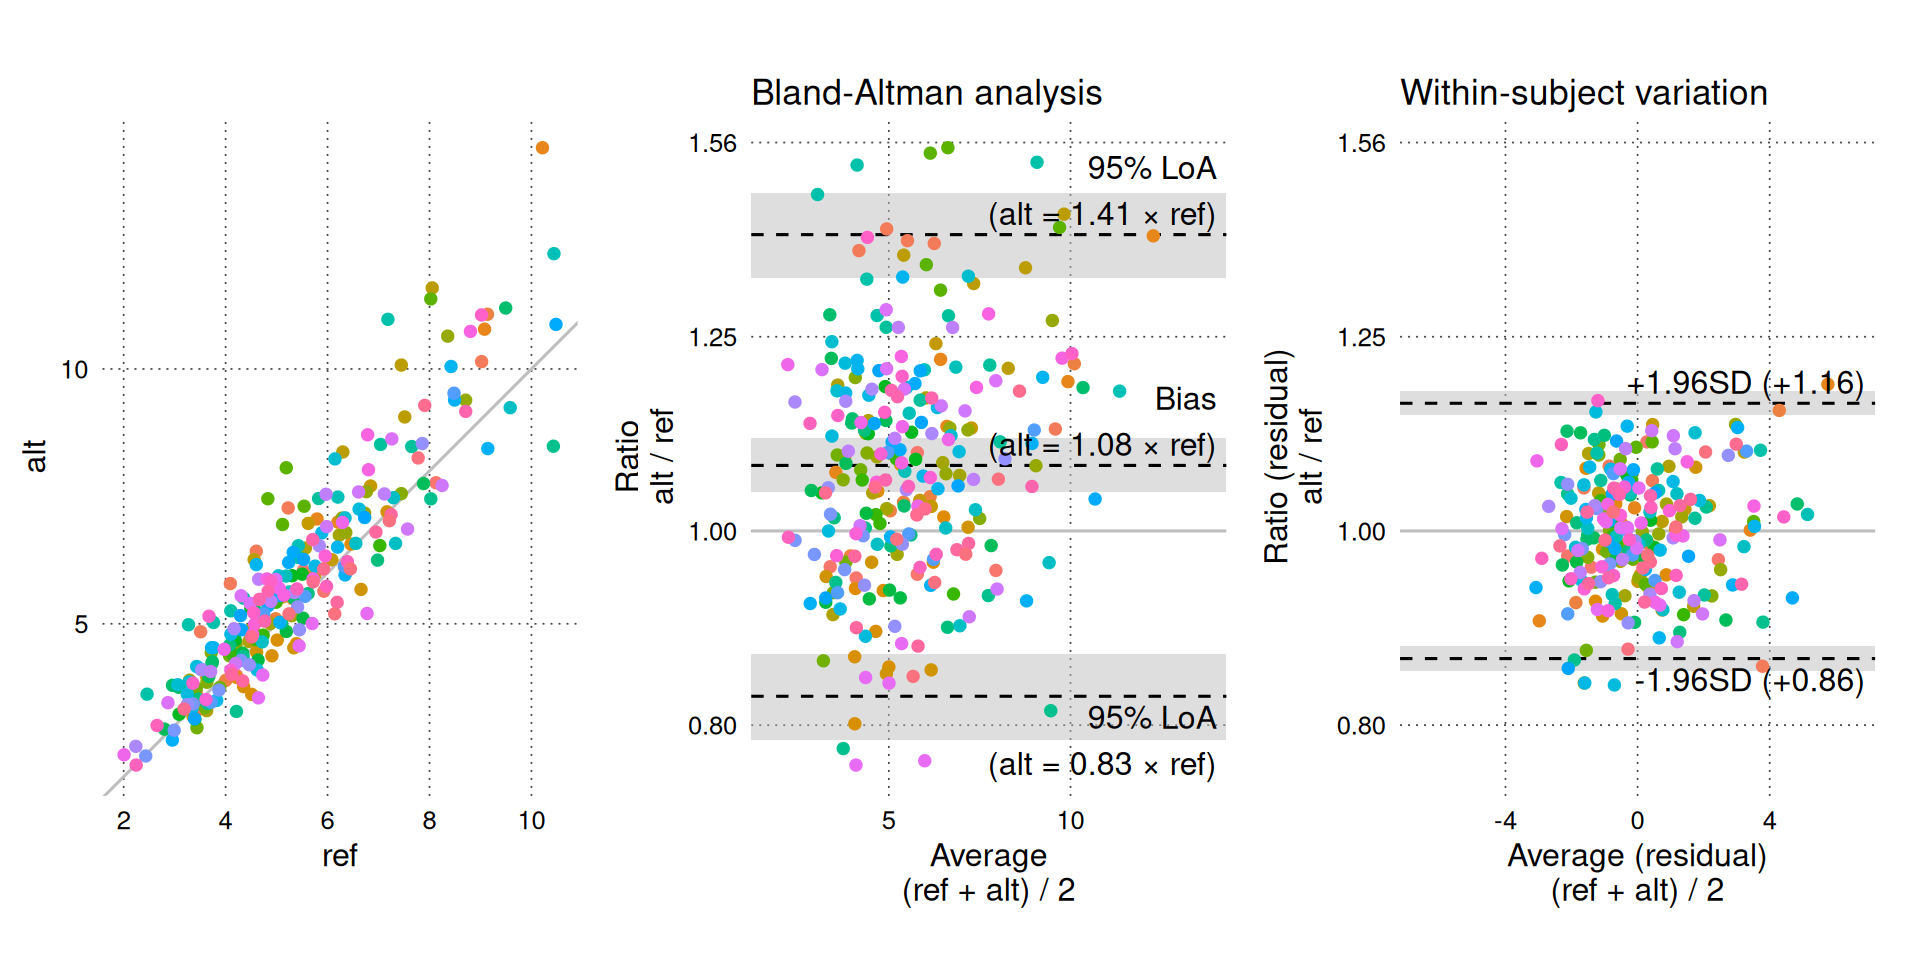 alt
10
5
2 4 6 8 10
ref
Bland-Altman analysis
Ratio
alt / ref
1.56
1.25
1.00
0.80
95% LoA
(alt = 1.41 × ref)
Bias
(alt = 1.08 × ref)
95% LoA
(alt = 0.83 × ref)
5 10
Average
(ref + alt) / 2
Within-subject variation
Ratio (residual)
alt / ref
1.56
1.25
1.00
0.80
+1.96SD (+1.16)
-1.96SD (+0.86)
-4 0 4
Average (residual)
(ref + alt) / 2